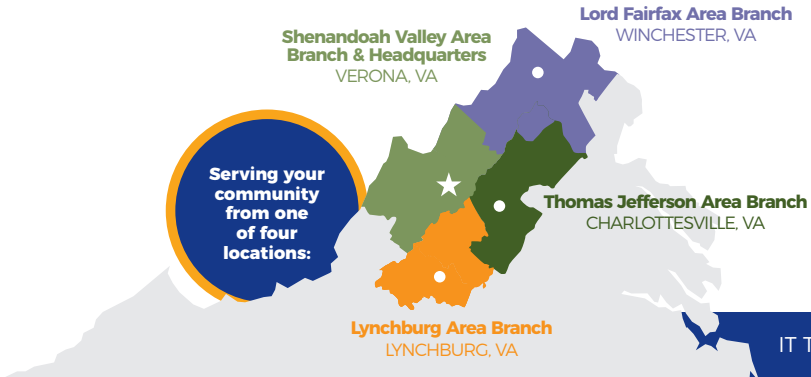 Lord Fairfax Area Branch
WINCHESTER, VA
Shenandoah Valley Area
Branch & Headquarters
VERONA, VA
Serving your
community
from one
of four
locations:
Thomas Jefferson Area Branch
CHARLOTTESVILLE, VA
Lynchburg Area Branch
LYNCHBURG, VA
IT T